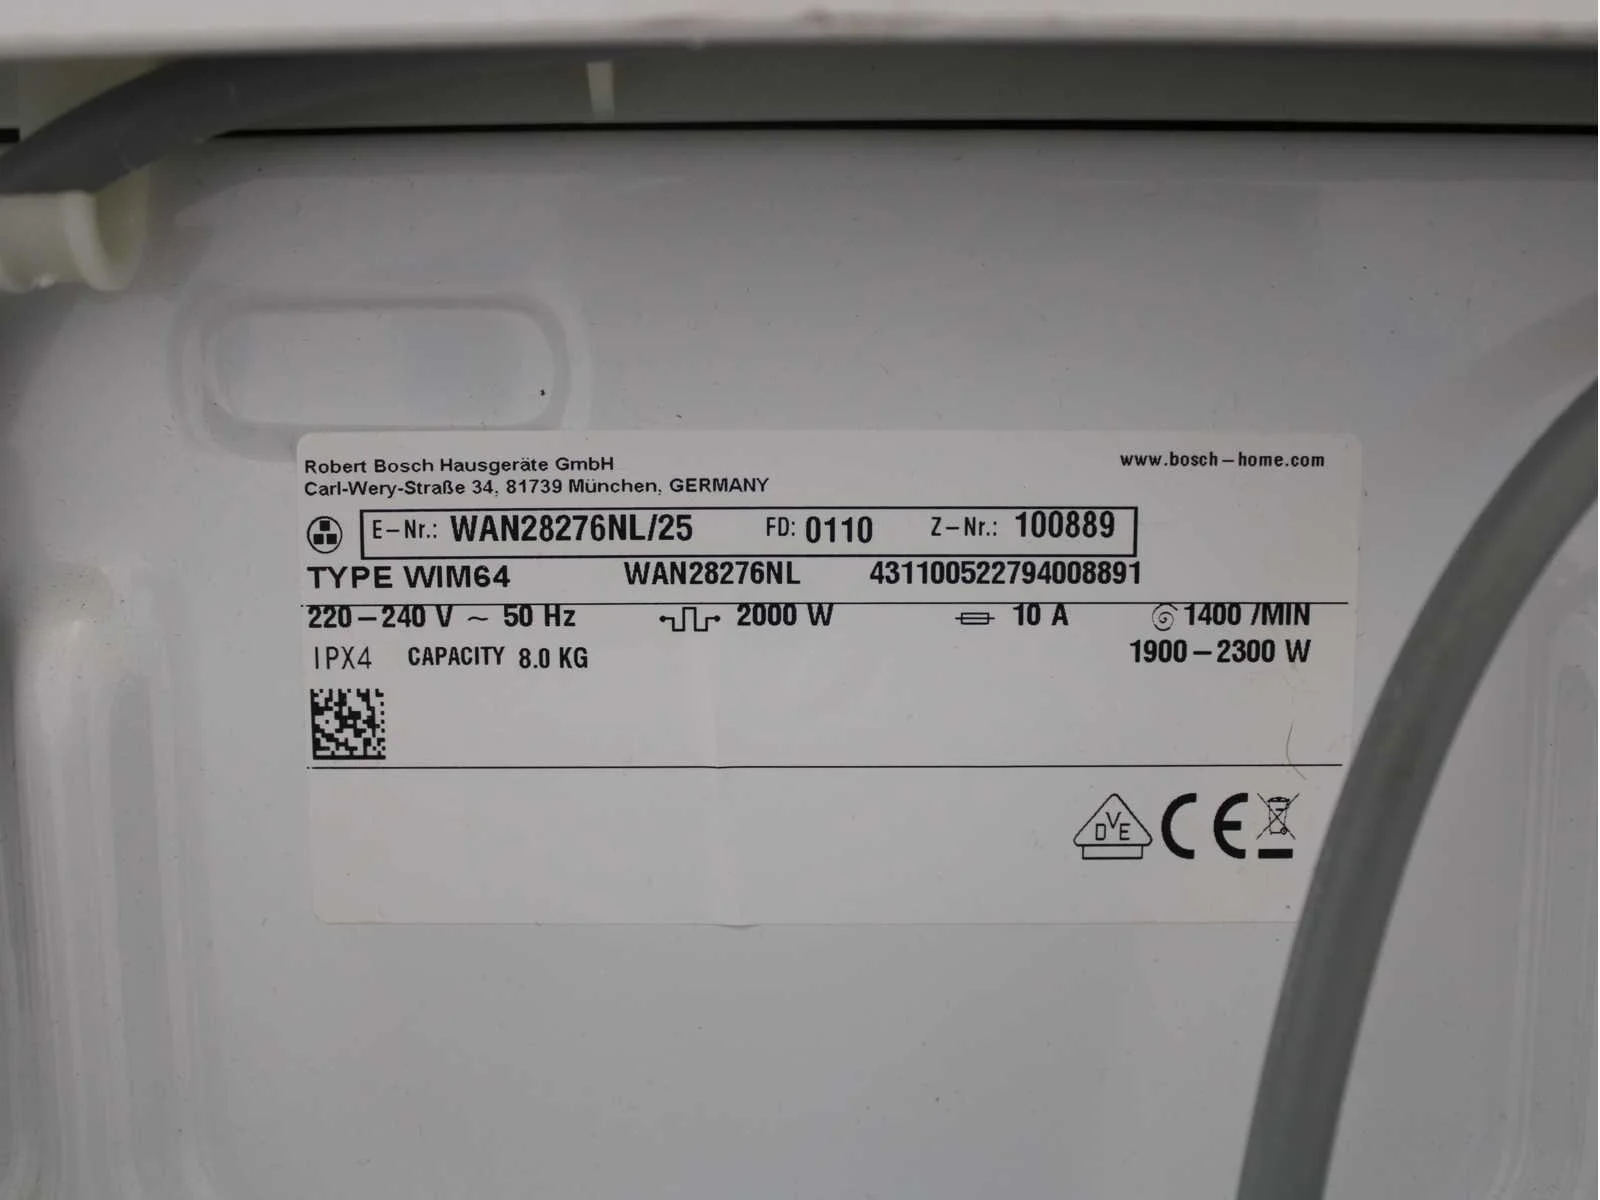 Robert Bosch Hausgeräte GmbH
www.bosch-home.com
Carl-Wery-Straße 34, 81739 München, GERMANY
E-Nr.: WAN28276NL/25 FD: 0110 Z-Nr.: 100889
TYPE WIM64 WAN28276NL 431100522794008891
220-240 V ~ 50 Hz 2000 W 10 A 1400 /MIN
IPX4 CAPACITY 8.0 KG 1900-2300 W
DVE CE